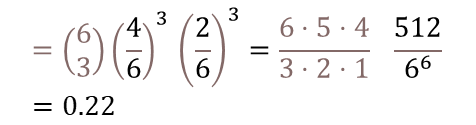 = (6 3) (4/6)^3 (2/6)^3 = (6 · 5 · 4)/(3 · 2 · 1) 512/6^6
= 0.22